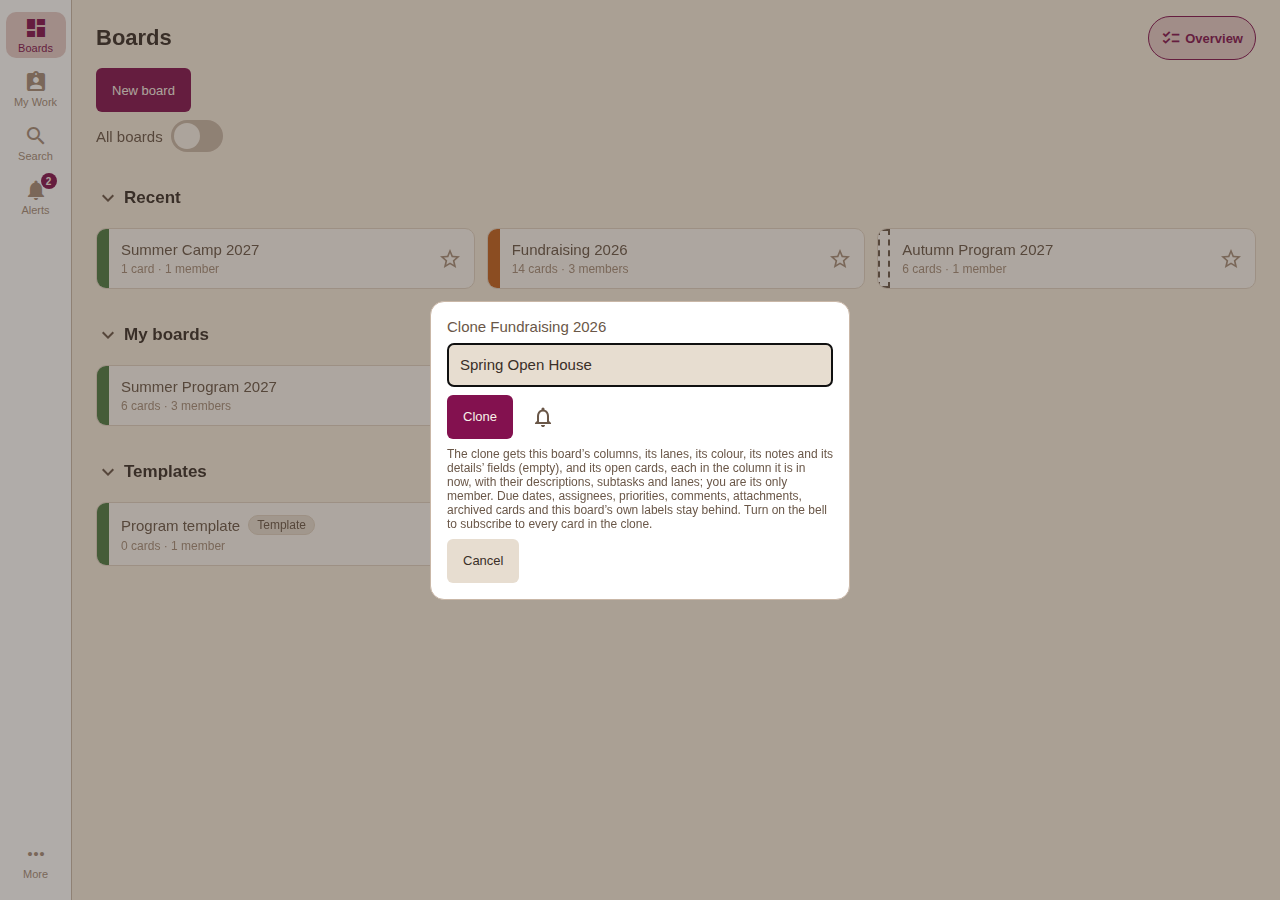 Boards
My Work
Search
2
Alerts
More
Boards
Overview
New board
All boards
Recent
Summer Camp 2027
1 card · 1 member
Fundraising 2026
14 cards · 3 members
Autumn Program 2027
6 cards · 1 member
My boards
Summer Program 2027
6 cards · 3 members
Templates
Program template Template
0 cards · 1 member
Clone Fundraising 2026
Spring Open House
Clone
The clone gets this board’s columns, its lanes, its colour, its notes and its
details’ fields (empty), and its open cards, each in the column it is in
now, with their descriptions, subtasks and lanes; you are its only
member. Due dates, assignees, priorities, comments, attachments,
archived cards and this board’s own labels stay behind. Turn on the bell
to subscribe to every card in the clone.
Cancel